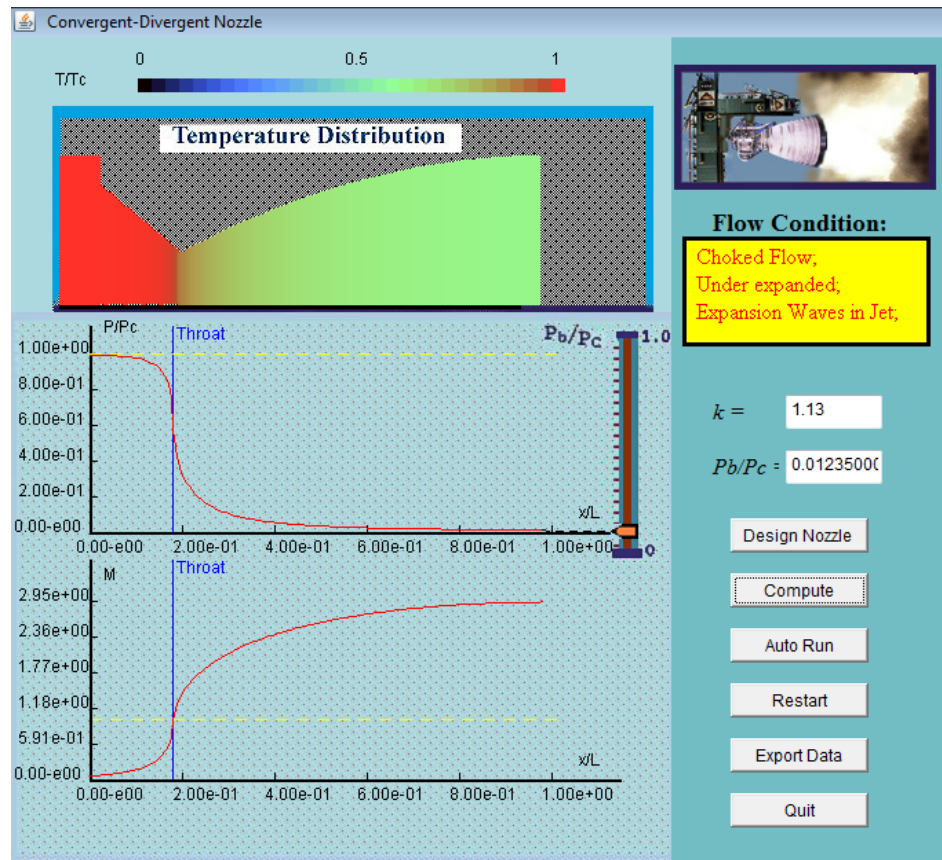 Convergent-Divergent Nozzle
0 0.5 1
T/Tc
Temperature Distribution
Flow Condition:
Choked Flow;
Under expanded;
Expansion Waves in Jet;
P/Pc
Throat
Pb/Pc
1.0
1.00e+00
8.00e-01
6.00e-01
4.00e-01
2.00e-01
0.00-e00
x/L
0.00-e00 2.00e-01 4.00e-01 6.00e-01 8.00e-01 1.00e+00
0
M
Throat
2.95e+00
2.36e+00
1.77e+00
1.18e+00
5.91e-01
0.00-e00
x/L
0.00-e00 2.00e-01 4.00e-01 6.00e-01 8.00e-01 1.00e+00
k = 1.13
Pb/Pc = 0.0123500
Design Nozzle
Compute
Auto Run
Restart
Export Data
Quit